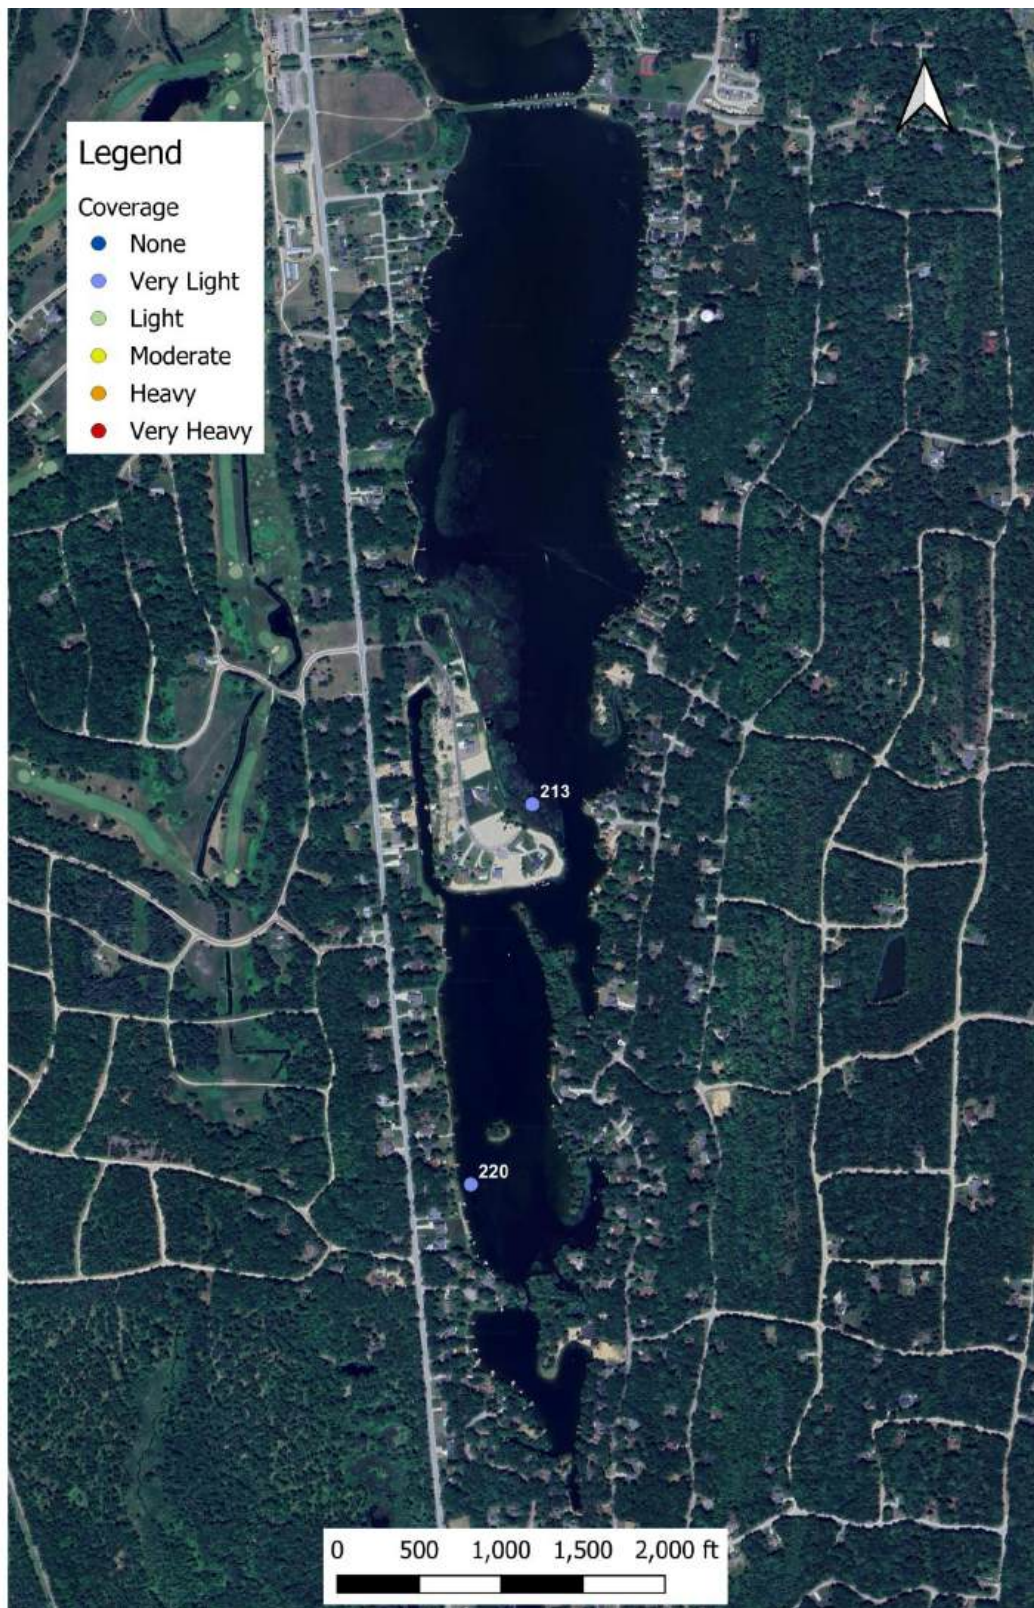 Legend
Coverage
None
Very Light
Light
Moderate
Heavy
Very Heavy
213
220
0 500 1,000 1,500 2,000 ft